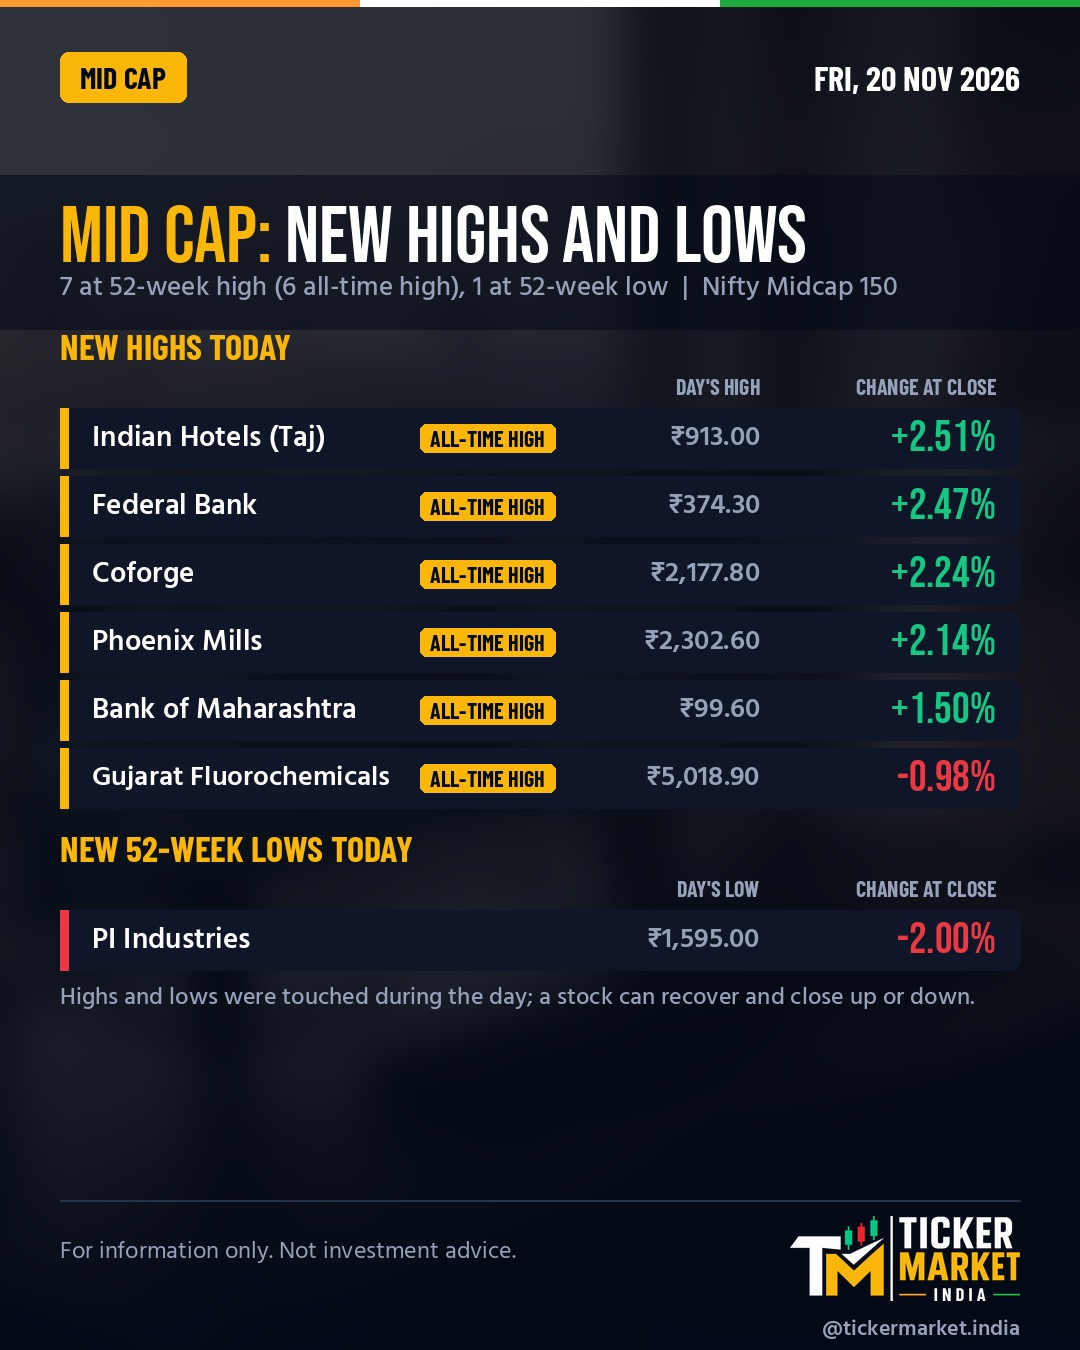 MID CAP
FRI, 20 NOV 2026
MID CAP: NEW HIGHS AND LOWS
7 at 52-week high (6 all-time high), 1 at 52-week low | Nifty Midcap 150
NEW HIGHS TODAY
DAY'S HIGH CHANGE AT CLOSE
Indian Hotels (Taj) ALL-TIME HIGH ₹913.00 +2.51%
Federal Bank ALL-TIME HIGH ₹374.30 +2.47%
Coforge ALL-TIME HIGH ₹2,177.80 +2.24%
Phoenix Mills ALL-TIME HIGH ₹2,302.60 +2.14%
Bank of Maharashtra ALL-TIME HIGH ₹99.60 +1.50%
Gujarat Fluorochemicals ALL-TIME HIGH ₹5,018.90 -0.98%
NEW 52-WEEK LOWS TODAY
DAY'S LOW CHANGE AT CLOSE
PI Industries ₹1,595.00 -2.00%
Highs and lows were touched during the day; a stock can recover and close up or down.
For information only. Not investment advice.
TM TICKER
MARKET
INDIA
@tickermarket.india